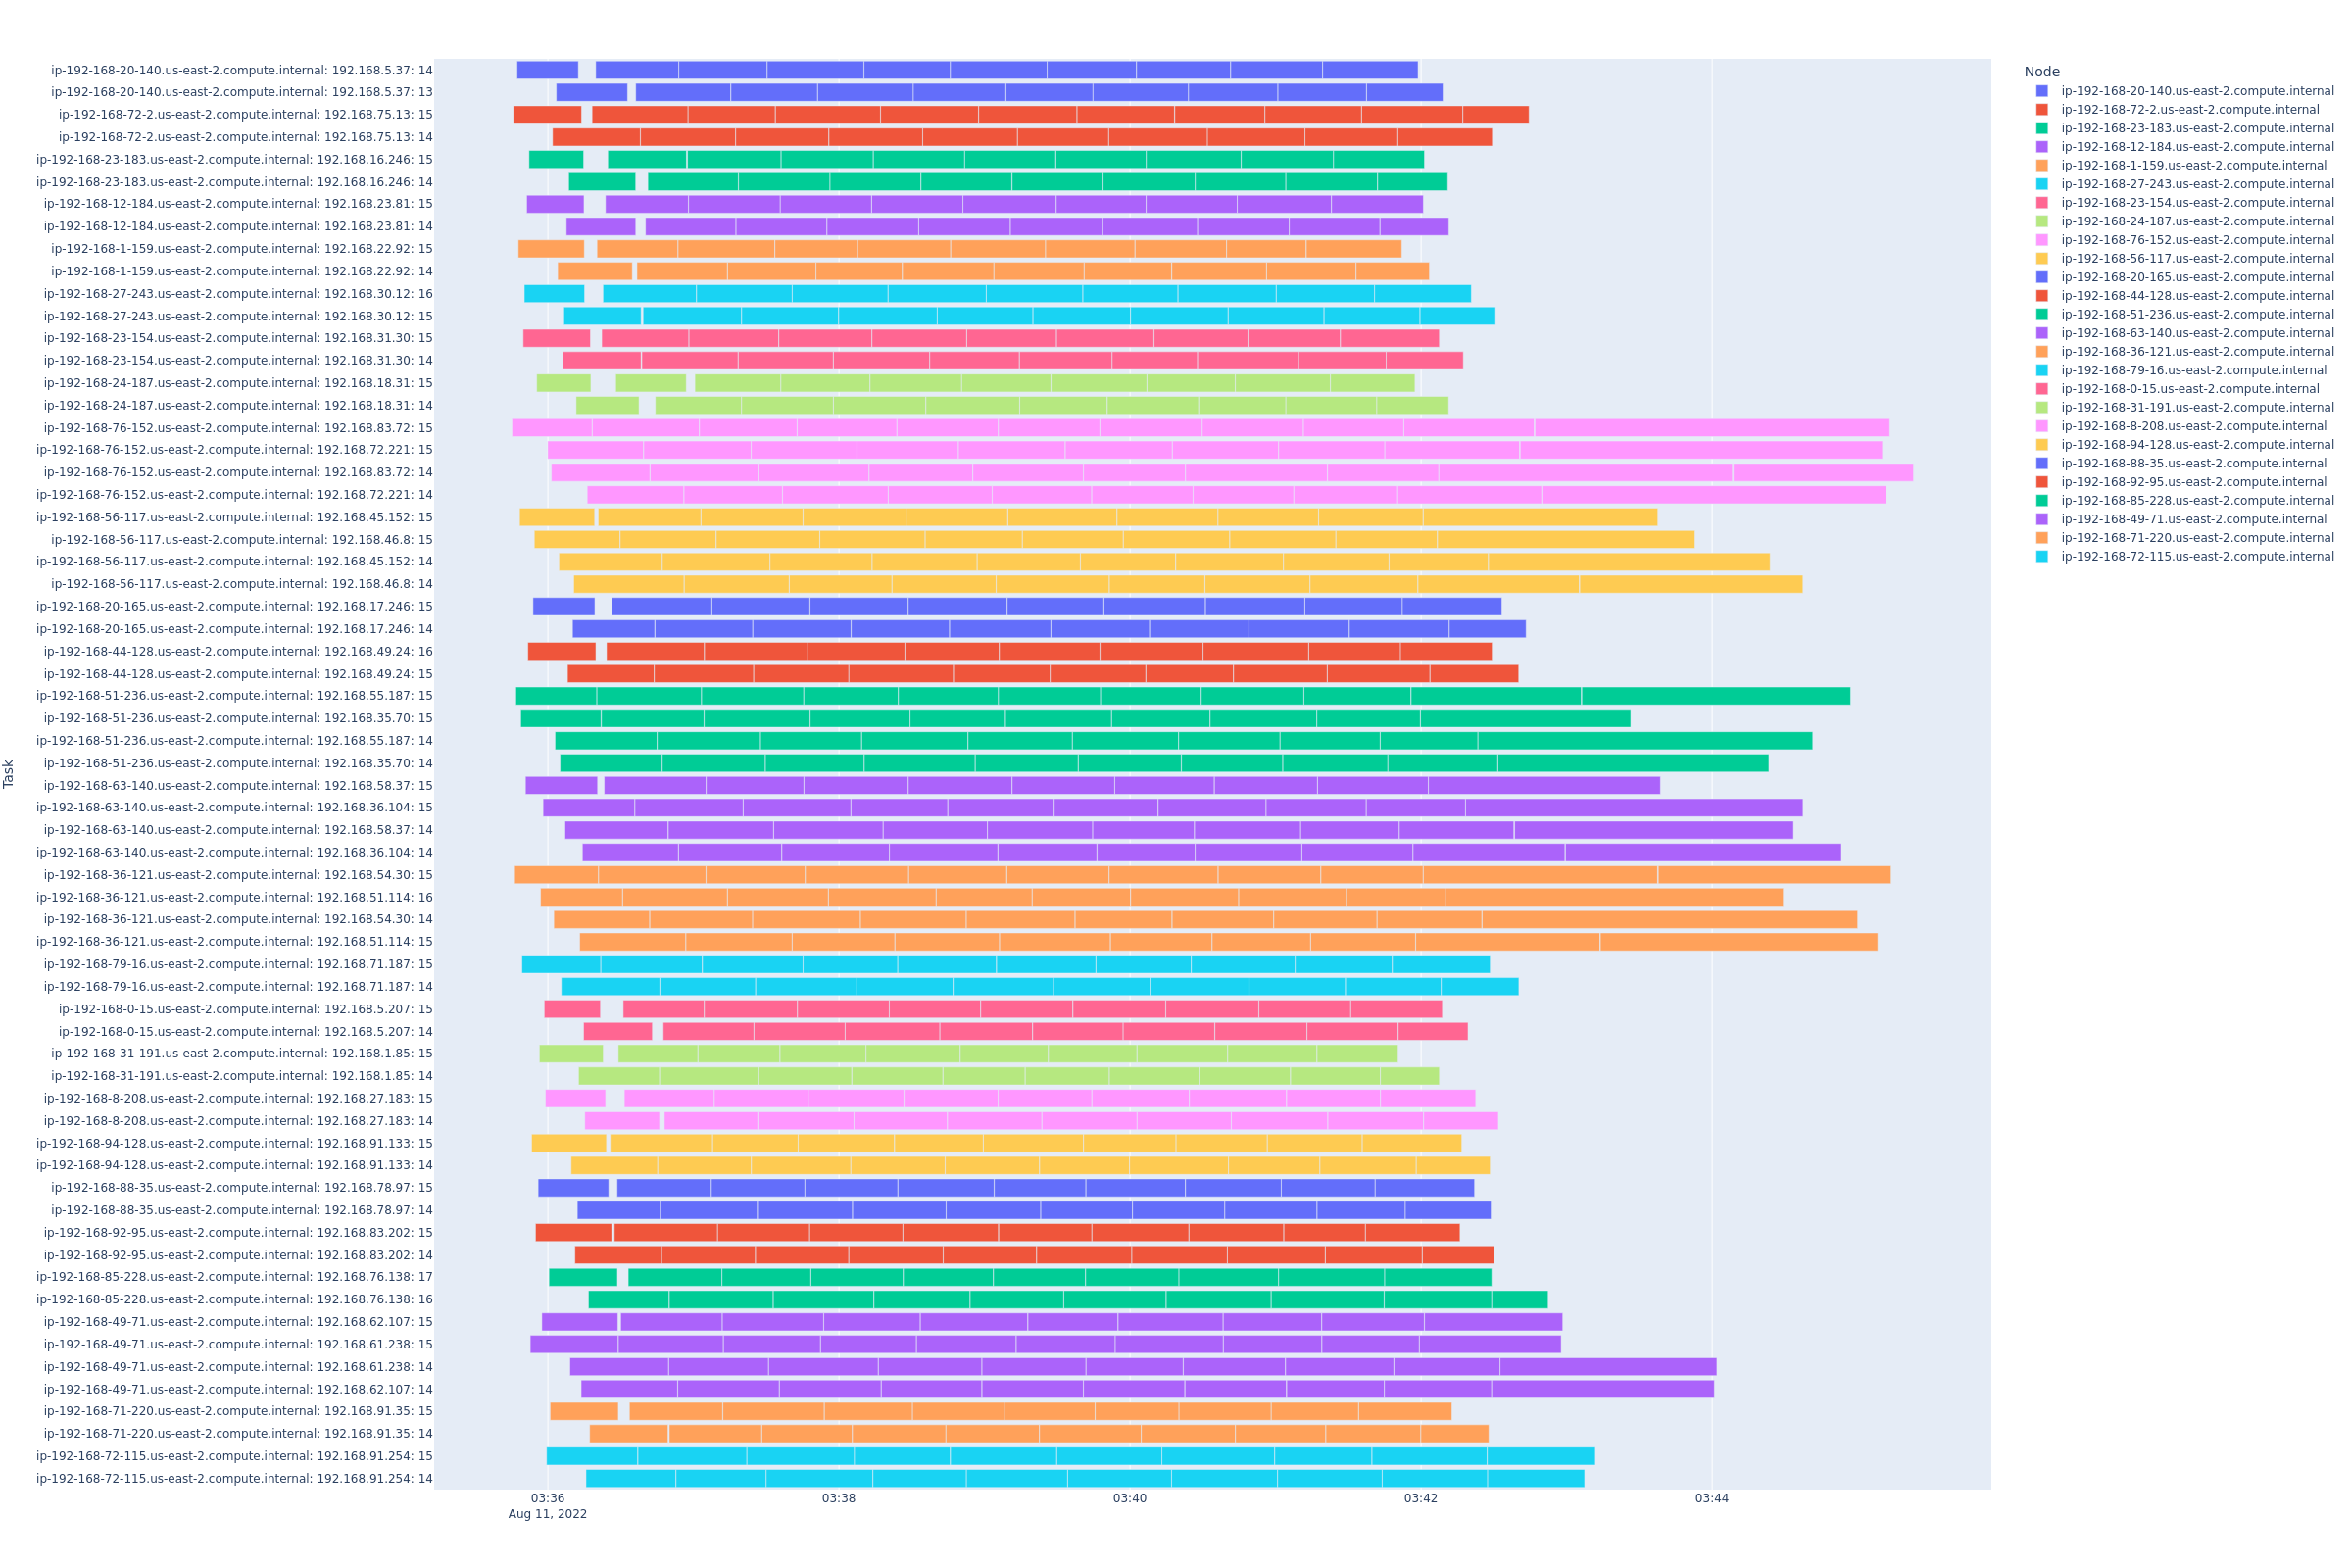 ip-192-168-20-140.us-east-2.compute.internal: 192.168.5.37: 14
ip-192-168-20-140.us-east-2.compute.internal: 192.168.5.37: 13
ip-192-168-72-2.us-east-2.compute.internal: 192.168.75.13: 15
ip-192-168-72-2.us-east-2.compute.internal: 192.168.75.13: 14
ip-192-168-23-183.us-east-2.compute.internal: 192.168.16.246: 15
ip-192-168-23-183.us-east-2.compute.internal: 192.168.16.246: 14
ip-192-168-12-184.us-east-2.compute.internal: 192.168.23.81: 15
ip-192-168-12-184.us-east-2.compute.internal: 192.168.23.81: 14
ip-192-168-1-159.us-east-2.compute.internal: 192.168.22.92: 15
ip-192-168-1-159.us-east-2.compute.internal: 192.168.22.92: 14
ip-192-168-27-243.us-east-2.compute.internal: 192.168.30.12: 16
ip-192-168-27-243.us-east-2.compute.internal: 192.168.30.12: 15
ip-192-168-23-154.us-east-2.compute.internal: 192.168.31.30: 15
ip-192-168-23-154.us-east-2.compute.internal: 192.168.31.30: 14
ip-192-168-24-187.us-east-2.compute.internal: 192.168.18.31: 15
ip-192-168-24-187.us-east-2.compute.internal: 192.168.18.31: 14
ip-192-168-76-152.us-east-2.compute.internal: 192.168.83.72: 15
ip-192-168-76-152.us-east-2.compute.internal: 192.168.72.221: 15
ip-192-168-76-152.us-east-2.compute.internal: 192.168.83.72: 14
ip-192-168-76-152.us-east-2.compute.internal: 192.168.72.221: 14
ip-192-168-56-117.us-east-2.compute.internal: 192.168.45.152: 15
ip-192-168-56-117.us-east-2.compute.internal: 192.168.46.8: 15
ip-192-168-56-117.us-east-2.compute.internal: 192.168.45.152: 14
ip-192-168-56-117.us-east-2.compute.internal: 192.168.46.8: 14
ip-192-168-20-165.us-east-2.compute.internal: 192.168.17.246: 15
ip-192-168-20-165.us-east-2.compute.internal: 192.168.17.246: 14
ip-192-168-44-128.us-east-2.compute.internal: 192.168.49.24: 16
ip-192-168-44-128.us-east-2.compute.internal: 192.168.49.24: 15
ip-192-168-51-236.us-east-2.compute.internal: 192.168.55.187: 15
ip-192-168-51-236.us-east-2.compute.internal: 192.168.35.70: 15
ip-192-168-51-236.us-east-2.compute.internal: 192.168.55.187: 14
ip-192-168-51-236.us-east-2.compute.internal: 192.168.35.70: 14
ip-192-168-63-140.us-east-2.compute.internal: 192.168.58.37: 15
ip-192-168-63-140.us-east-2.compute.internal: 192.168.36.104: 15
ip-192-168-63-140.us-east-2.compute.internal: 192.168.58.37: 14
ip-192-168-63-140.us-east-2.compute.internal: 192.168.36.104: 14
ip-192-168-36-121.us-east-2.compute.internal: 192.168.54.30: 15
ip-192-168-36-121.us-east-2.compute.internal: 192.168.51.114: 16
ip-192-168-36-121.us-east-2.compute.internal: 192.168.54.30: 14
ip-192-168-36-121.us-east-2.compute.internal: 192.168.51.114: 15
ip-192-168-79-16.us-east-2.compute.internal: 192.168.71.187: 15
ip-192-168-79-16.us-east-2.compute.internal: 192.168.71.187: 14
ip-192-168-0-15.us-east-2.compute.internal: 192.168.5.207: 15
ip-192-168-0-15.us-east-2.compute.internal: 192.168.5.207: 14
ip-192-168-31-191.us-east-2.compute.internal: 192.168.1.85: 15
ip-192-168-31-191.us-east-2.compute.internal: 192.168.1.85: 14
ip-192-168-8-208.us-east-2.compute.internal: 192.168.27.183: 15
ip-192-168-8-208.us-east-2.compute.internal: 192.168.27.183: 14
ip-192-168-94-128.us-east-2.compute.internal: 192.168.91.133: 15
ip-192-168-94-128.us-east-2.compute.internal: 192.168.91.133: 14
ip-192-168-88-35.us-east-2.compute.internal: 192.168.78.97: 15
ip-192-168-88-35.us-east-2.compute.internal: 192.168.78.97: 14
ip-192-168-92-95.us-east-2.compute.internal: 192.168.83.202: 15
ip-192-168-92-95.us-east-2.compute.internal: 192.168.83.202: 14
ip-192-168-85-228.us-east-2.compute.internal: 192.168.76.138: 17
ip-192-168-85-228.us-east-2.compute.internal: 192.168.76.138: 16
ip-192-168-49-71.us-east-2.compute.internal: 192.168.62.107: 15
ip-192-168-49-71.us-east-2.compute.internal: 192.168.61.238: 15
ip-192-168-49-71.us-east-2.compute.internal: 192.168.61.238: 14
ip-192-168-49-71.us-east-2.compute.internal: 192.168.62.107: 14
ip-192-168-71-220.us-east-2.compute.internal: 192.168.91.35: 15
ip-192-168-71-220.us-east-2.compute.internal: 192.168.91.35: 14
ip-192-168-72-115.us-east-2.compute.internal: 192.168.91.254: 15
ip-192-168-72-115.us-east-2.compute.internal: 192.168.91.254: 14
Task
03:36
03:38
03:40
03:42
03:44
Aug 11, 2022
Node
ip-192-168-20-140.us-east-2.compute.internal
ip-192-168-72-2.us-east-2.compute.internal
ip-192-168-23-183.us-east-2.compute.internal
ip-192-168-12-184.us-east-2.compute.internal
ip-192-168-1-159.us-east-2.compute.internal
ip-192-168-27-243.us-east-2.compute.internal
ip-192-168-23-154.us-east-2.compute.internal
ip-192-168-24-187.us-east-2.compute.internal
ip-192-168-76-152.us-east-2.compute.internal
ip-192-168-56-117.us-east-2.compute.internal
ip-192-168-20-165.us-east-2.compute.internal
ip-192-168-44-128.us-east-2.compute.internal
ip-192-168-51-236.us-east-2.compute.internal
ip-192-168-63-140.us-east-2.compute.internal
ip-192-168-36-121.us-east-2.compute.internal
ip-192-168-79-16.us-east-2.compute.internal
ip-192-168-0-15.us-east-2.compute.internal
ip-192-168-31-191.us-east-2.compute.internal
ip-192-168-8-208.us-east-2.compute.internal
ip-192-168-94-128.us-east-2.compute.internal
ip-192-168-88-35.us-east-2.compute.internal
ip-192-168-92-95.us-east-2.compute.internal
ip-192-168-85-228.us-east-2.compute.internal
ip-192-168-49-71.us-east-2.compute.internal
ip-192-168-71-220.us-east-2.compute.internal
ip-192-168-72-115.us-east-2.compute.internal